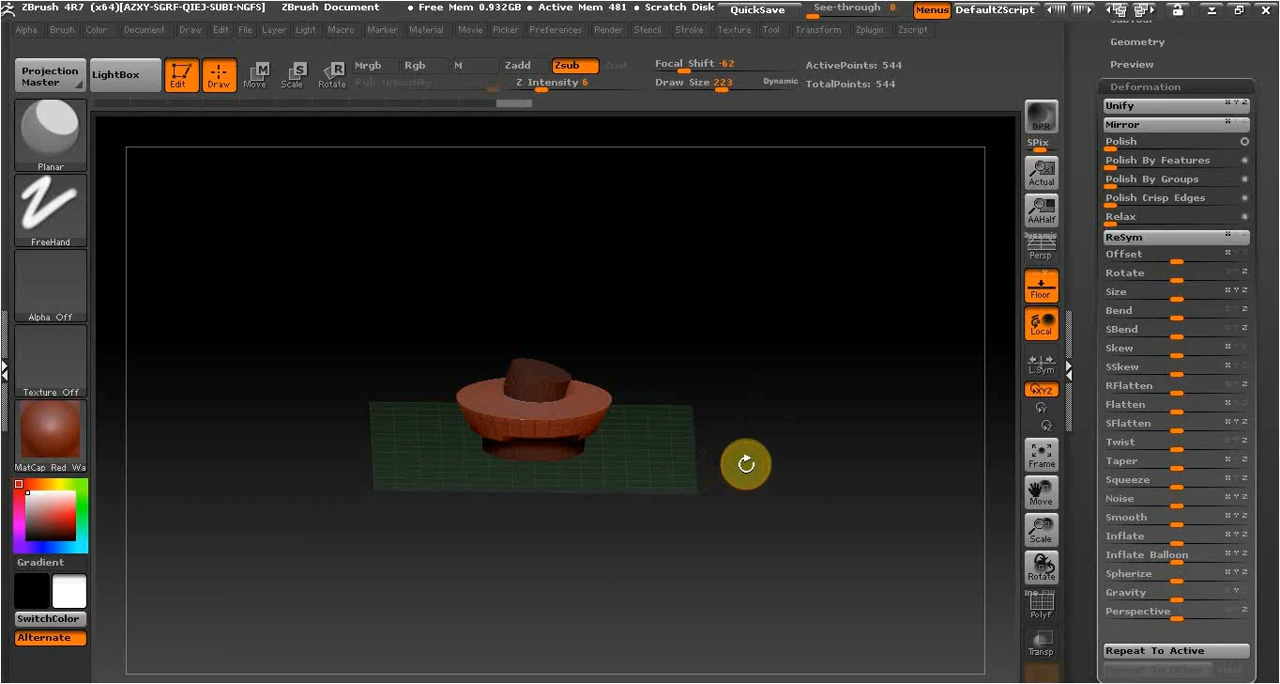 ZBrush 4R7 (x64)[AZXY-SGRF-QIEJ-SUBI-NGFS] ZBrush Document • Free Mem 0.932GB • Active Mem 481 • Scratch Disk QuickSave See-through 0 Menus DefaultZScript
Alpha Brush Color Document Draw Edit File Layer Light Macro Marker Material Movie Picker Preferences Render Stencil Stroke Texture Tool Transform Zplugin Zscript
Projection Master
LightBox
Edit
Draw
Move
Scale
Rotate
Mrgb Rgb M Zadd Zsub
Rgb Intensity Z Intensity 6
Focal Shift -62
Draw Size 223 Dynamic
ActivePoints: 544
TotalPoints: 544
Planar
FreeHand
Alpha Off
Texture Off
MatCap Red Wa
Gradient
SwitchColor
Alternate
BPR
SPix
Actual
AAHalf
Dynamic
Persp
Floor
Local
L.Sym
XYZ
Frame
Move
Scale
Rotate
PolyF
Transp
Geometry
Preview
Deformation
Unify
Mirror
Polish
Polish By Features
Polish By Groups
Polish Crisp Edges
Relax
ReSym
Offset
Rotate
Size
Bend
SBend
Skew
SSkew
RFlatten
Flatten
SFlatten
Twist
Taper
Squeeze
Noise
Smooth
Inflate
Inflate Balloon
Spherize
Gravity
Perspective
Repeat To Active